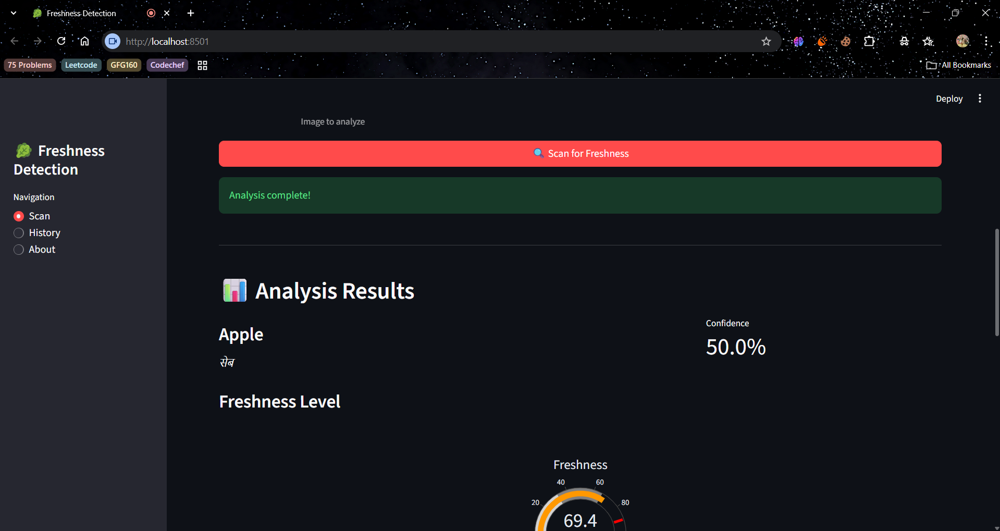 Freshness Detection
http://localhost:8501
75 Problems
Leetcode
GFG160
Codechef
All Bookmarks
Deploy
Freshness
Detection
Navigation
Scan
History
About
Image to analyze
Scan for Freshness
Analysis complete!
Analysis Results
Apple
सेब
Confidence
50.0%
Freshness Level
Freshness
40
60
20
80
69.4